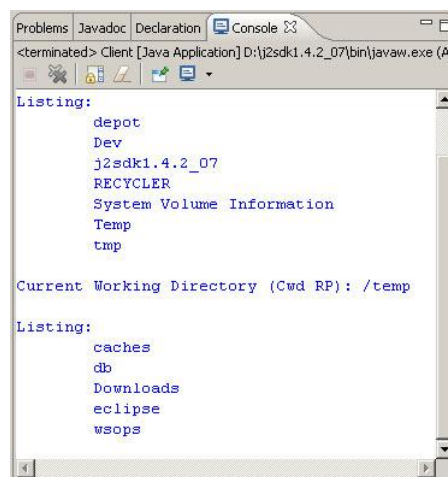 Problems Javadoc Declaration Console
<terminated> Client [Java Application] D:\j2sdk1.4.2_07\bin\javaw.exe (A
Listing:
depot
Dev
j2sdk1.4.2_07
RECYCLER
System Volume Information
Temp
tmp
Current Working Directory (Cwd RP): /temp
Listing:
caches
db
Downloads
eclipse
wsops